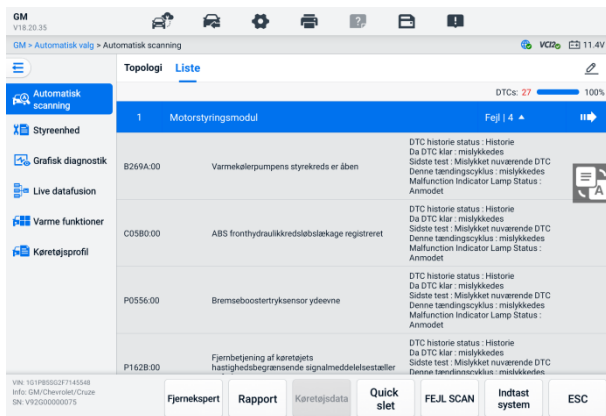 GM
V18.20.35
GM > Automatisk valg > Automatisk scanning
VCI2 11.4V
Topologi Liste
DTCs: 27 100%
Automatisk
scanning
Styreenhed
Grafisk diagnostik
Live datafusion
Varme funktioner
Køretøjsprofil
1 Motorstyringsmodul Fejl | 4
B269A:00 Varmekølerpumpens styrekreds er åben
DTC historie status : Historie
Da DTC klar : mislykkedes
Sidste test : Mislykket nuværende DTC
Denne tændingscyklus : mislykkedes
Malfunction Indicator Lamp Status :
Anmodet
C05B0:00 ABS fronthydraulikkredsløbslækage registreret
DTC historie status : Historie
Da DTC klar : mislykkedes
Sidste test : Mislykket nuværende DTC
Denne tændingscyklus : mislykkedes
Malfunction Indicator Lamp Status :
Anmodet
P0556:00 Bremseboostertryksensor ydeevne
DTC historie status : Historie
Da DTC klar : mislykkedes
Sidste test : Mislykket nuværende DTC
Denne tændingscyklus : mislykkedes
Malfunction Indicator Lamp Status :
Anmodet
P162B:00 Fjernbetjening af køretøjets
hastighedsbegrænsende signalmeddelelsestæller
DTC historie status : Historie
Da DTC klar : mislykkedes
Sidste test : Mislykket nuværende DTC
Denne tændingscyklus : mislykkedes
A
Info: GM/Chevrolet/Cruze
SN: V92G00000075
Fjernekspert
Rapport
Køretøjsdata
Quick
slet
FEJL SCAN
Indtast
system
ESC